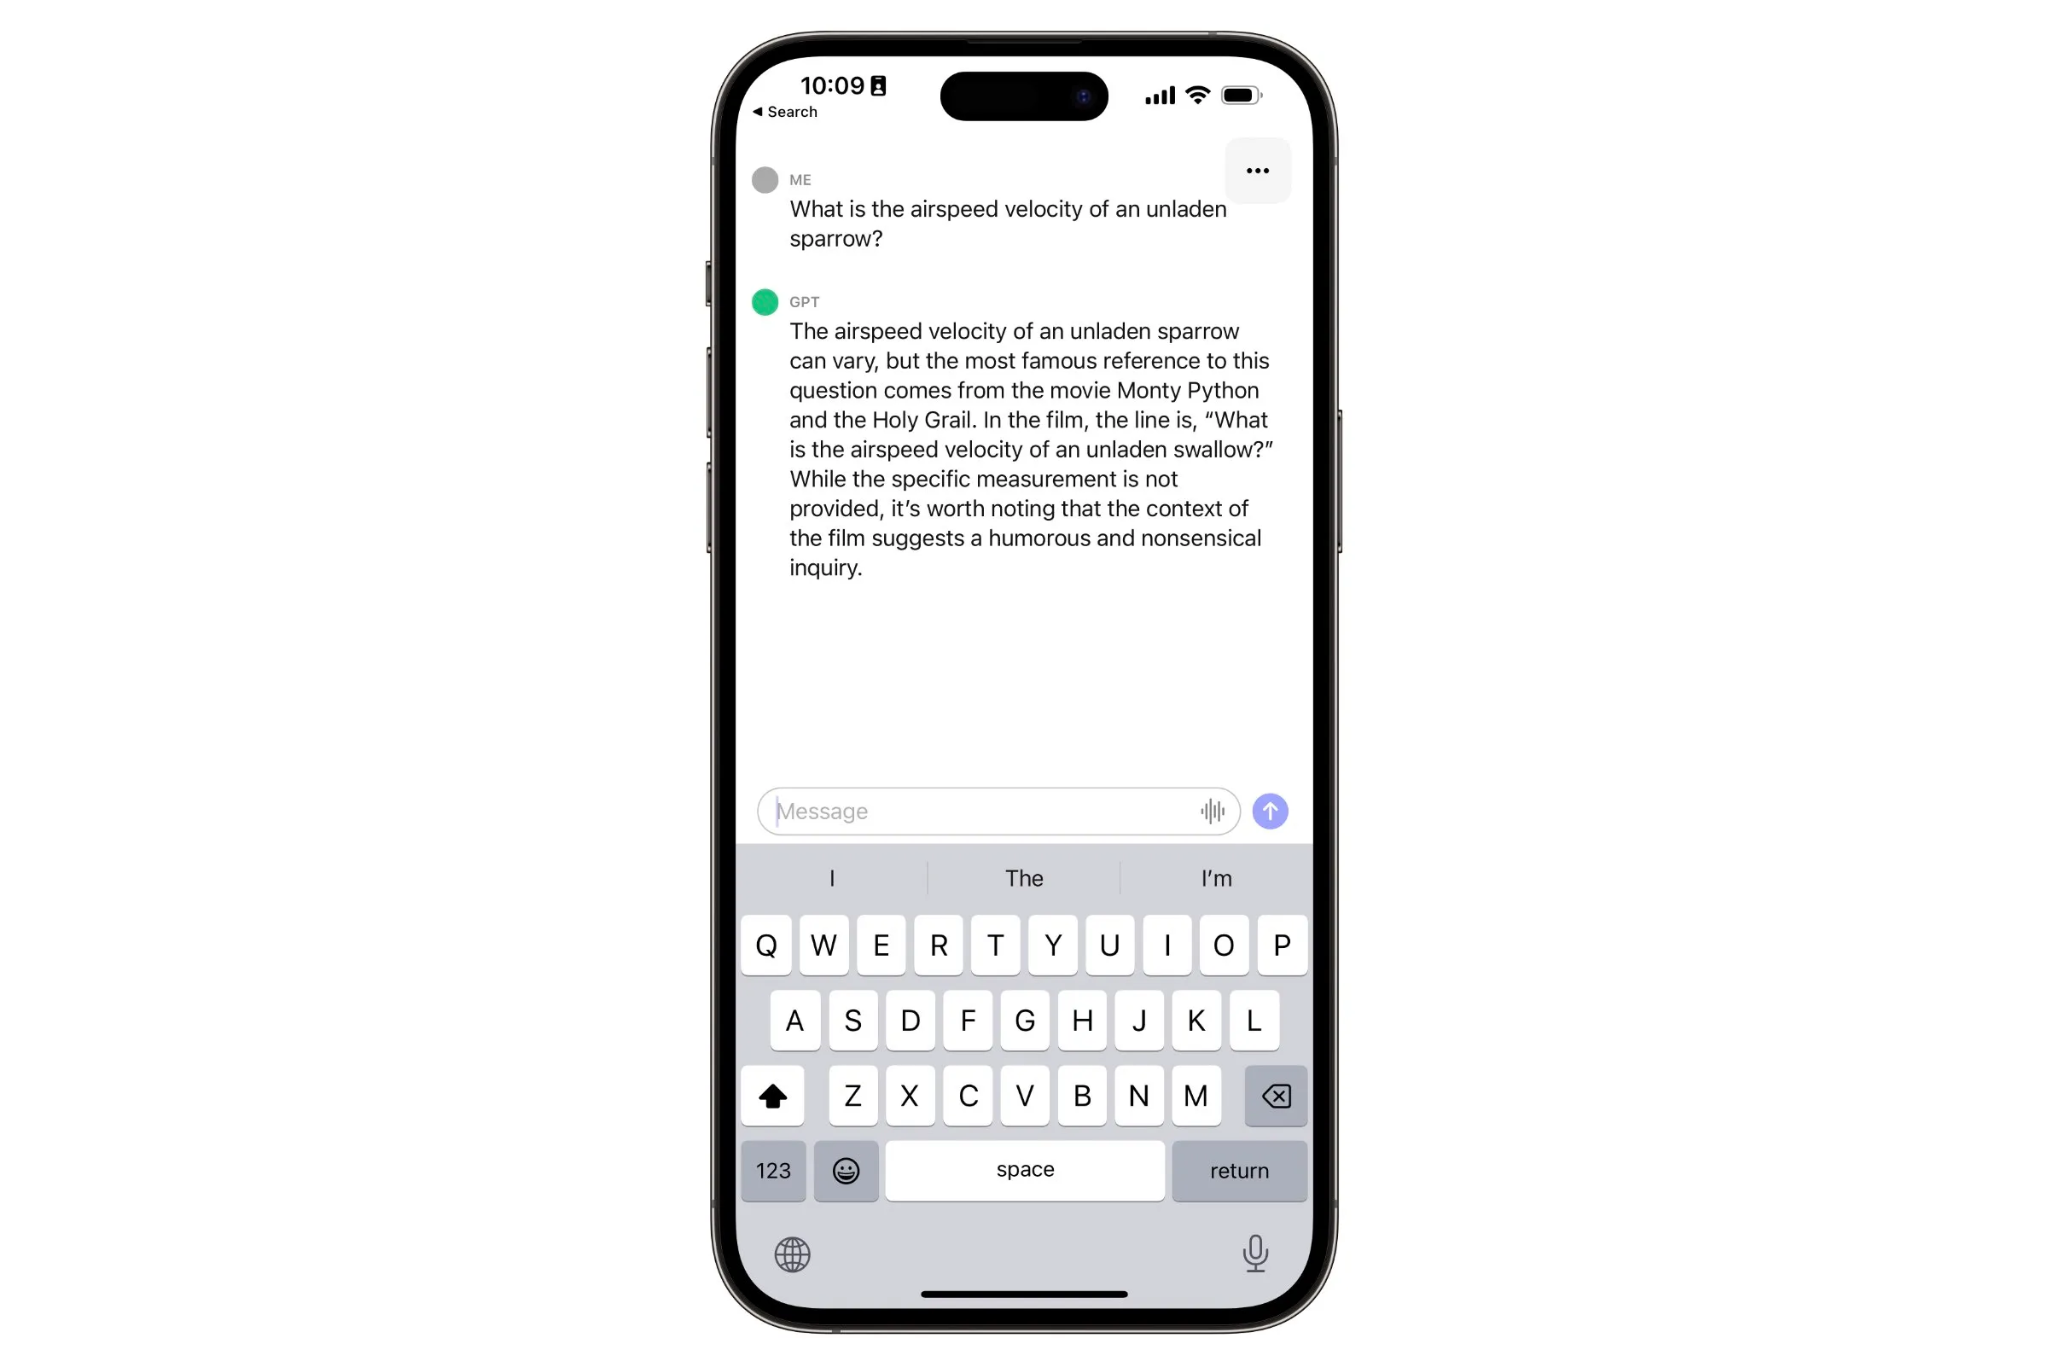 10:09
◀ Search
ME
What is the airspeed velocity of an unladen
sparrow?
GPT
The airspeed velocity of an unladen sparrow
can vary, but the most famous reference to this
question comes from the movie Monty Python
and the Holy Grail. In the film, the line is, “What
is the airspeed velocity of an unladen swallow?”
While the specific measurement is not
provided, it’s worth noting that the context of
the film suggests a humorous and nonsensical
inquiry.
Message
I The I’m
Q W E R T Y U I O P
A S D F G H J K L
Z X C V B N M
123 space return